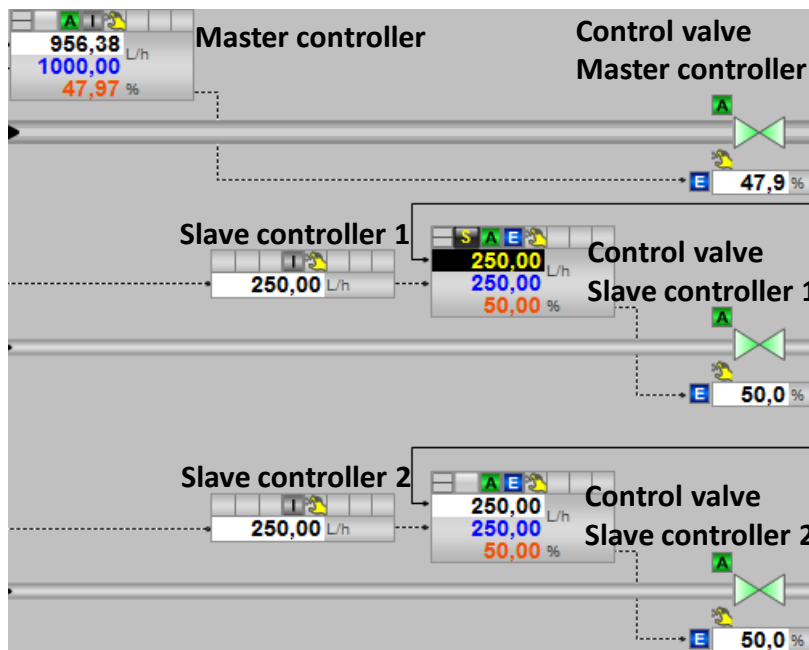 A I
956,38 L/h
1000,00
47,97 %
Master controller
Control valve
Master controller
A
E 47,9 %
Slave controller 1
I
250,00 L/h
S A E
250,00 L/h
250,00
50,00 %
Control valve
Slave controller 1
A
E 50,0 %
Slave controller 2
I
250,00 L/h
A E
250,00 L/h
250,00
50,00 %
Control valve
Slave controller 2
A
E 50,0 %